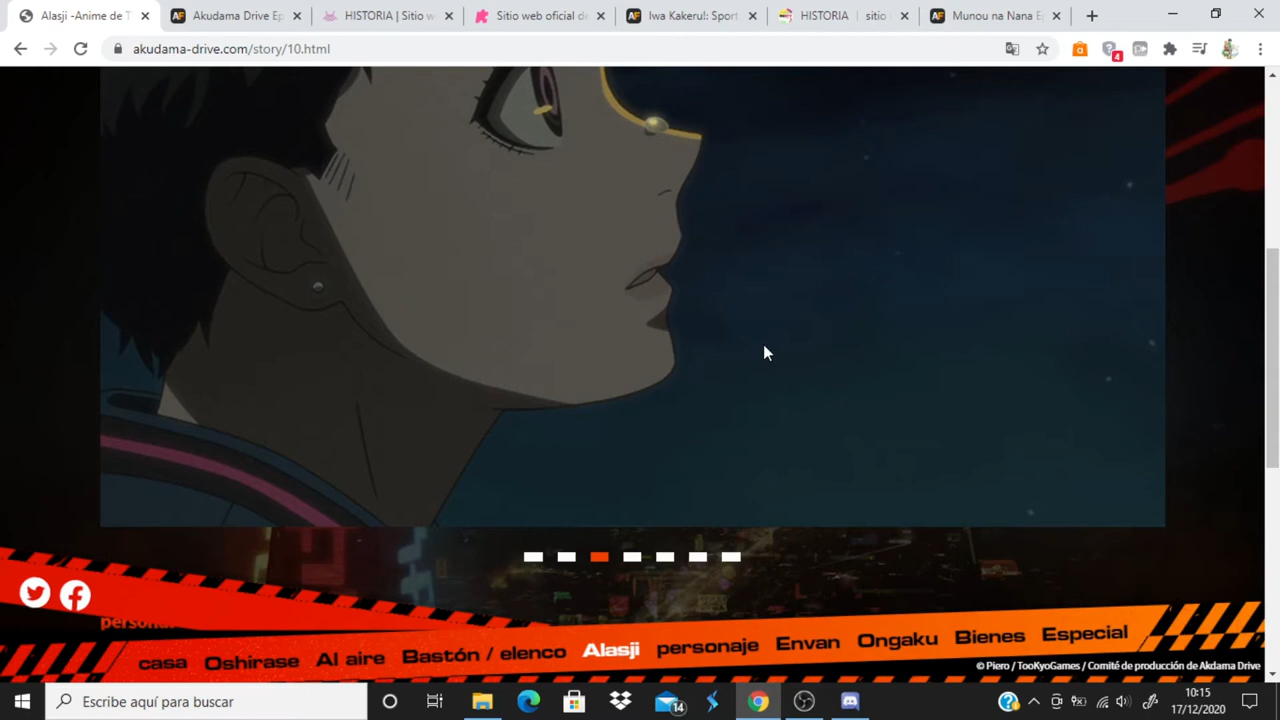 Alasji -Anime de T
Akudama Drive Ep
HISTORIA | Sitio w
Sitio web oficial de
Iwa Kakeru!: Sport
HISTORIA | sitio
Munou na Nana E
akudama-drive.com/story/10.html
4
casa Oshirase Al aire Bastón / elenco Alasji personaje Envan Ongaku Bienes Especial
© Piero / TooKyoGames / Comité de producción de Akdama Drive
Escribe aquí para buscar
14
10:15
17/12/2020